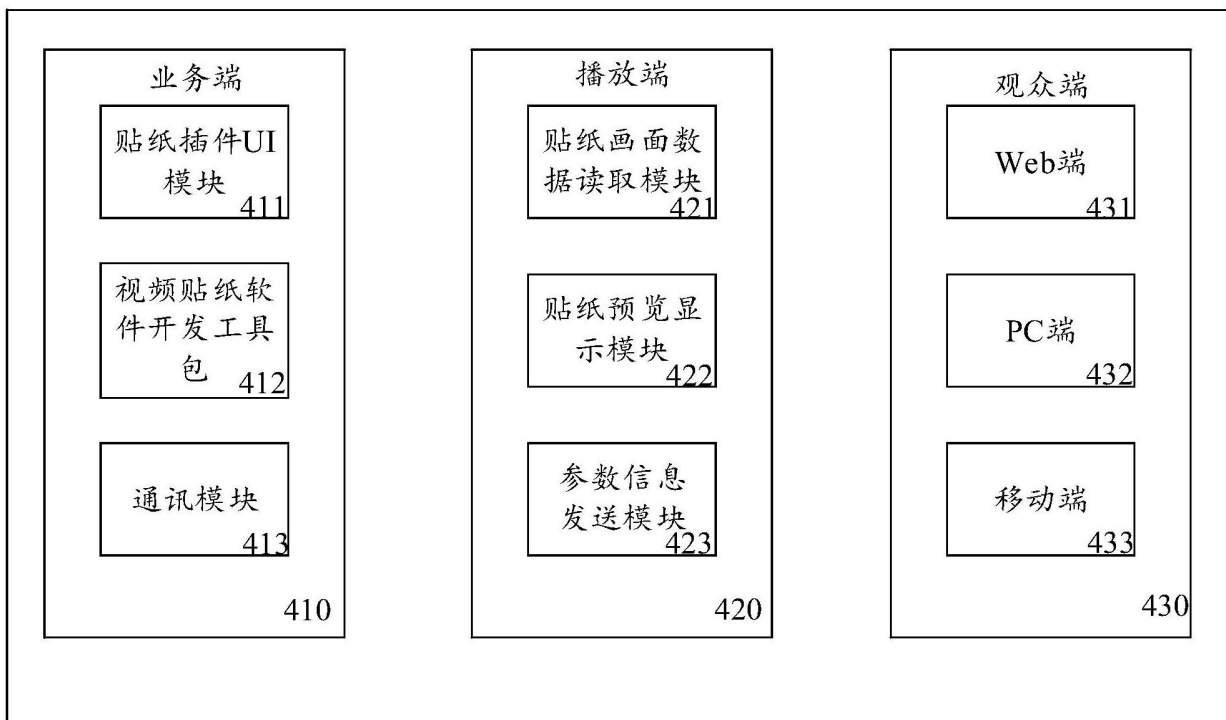 业务端
贴纸插件UI
模块
411
视频贴纸软
件开发工具
包
412
通讯模块
413
410
播放端
贴纸画面数
据读取模块
421
贴纸预览显
示模块
422
参数信息
发送模块
423
420
观众端
Web端
431
PC端
432
移动端
433
430